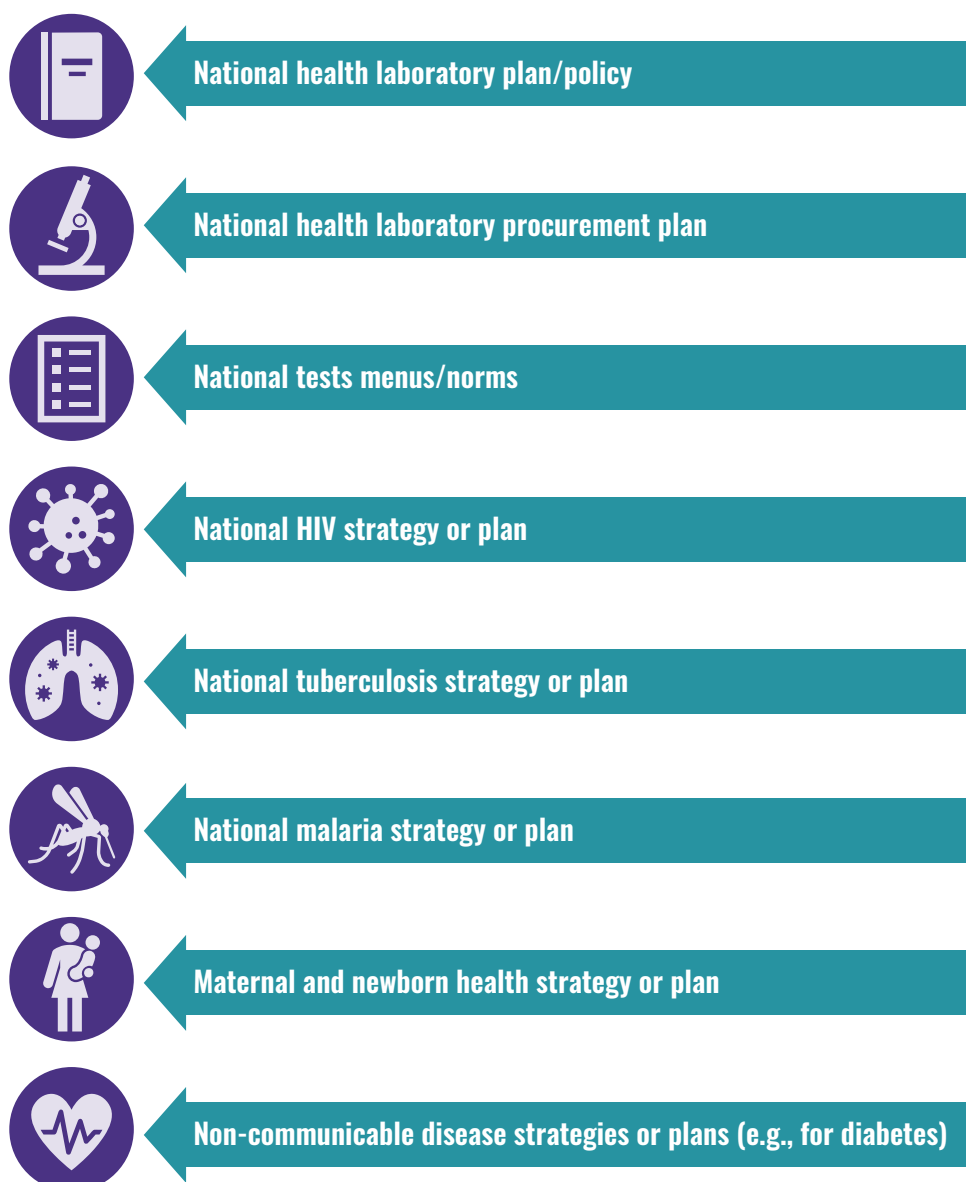 National health laboratory plan/policy
National health laboratory procurement plan
National tests menus/norms
National HIV strategy or plan
National tuberculosis strategy or plan
National malaria strategy or plan
Maternal and newborn health strategy or plan
Non-communicable disease strategies or plans (e.g., for diabetes)